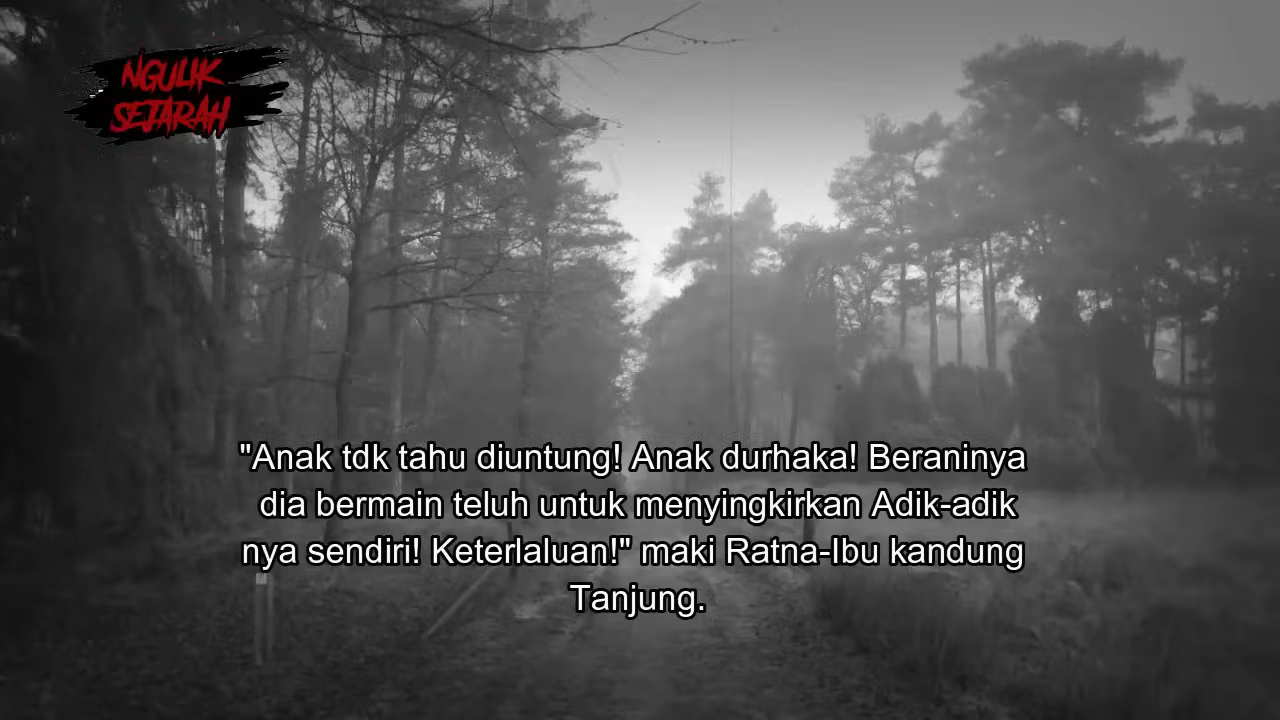 NGULIK
SEJARAH
"Anak tdk tahu diuntung! Anak durhaka! Beraninya
dia bermain teluh untuk menyingkirkan Adik-adik
nya sendiri! Keterlaluan!" maki Ratna-Ibu kandung
Tanjung.